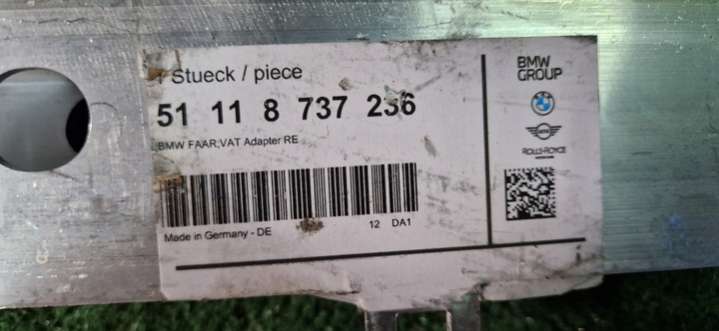 1 Stueck / piece
51 11 8 737 236
BMW FAAR,VAT Adapter RE
Made in Germany - DE
12 DA1
BMW
GROUP
ROLLS-ROYCE